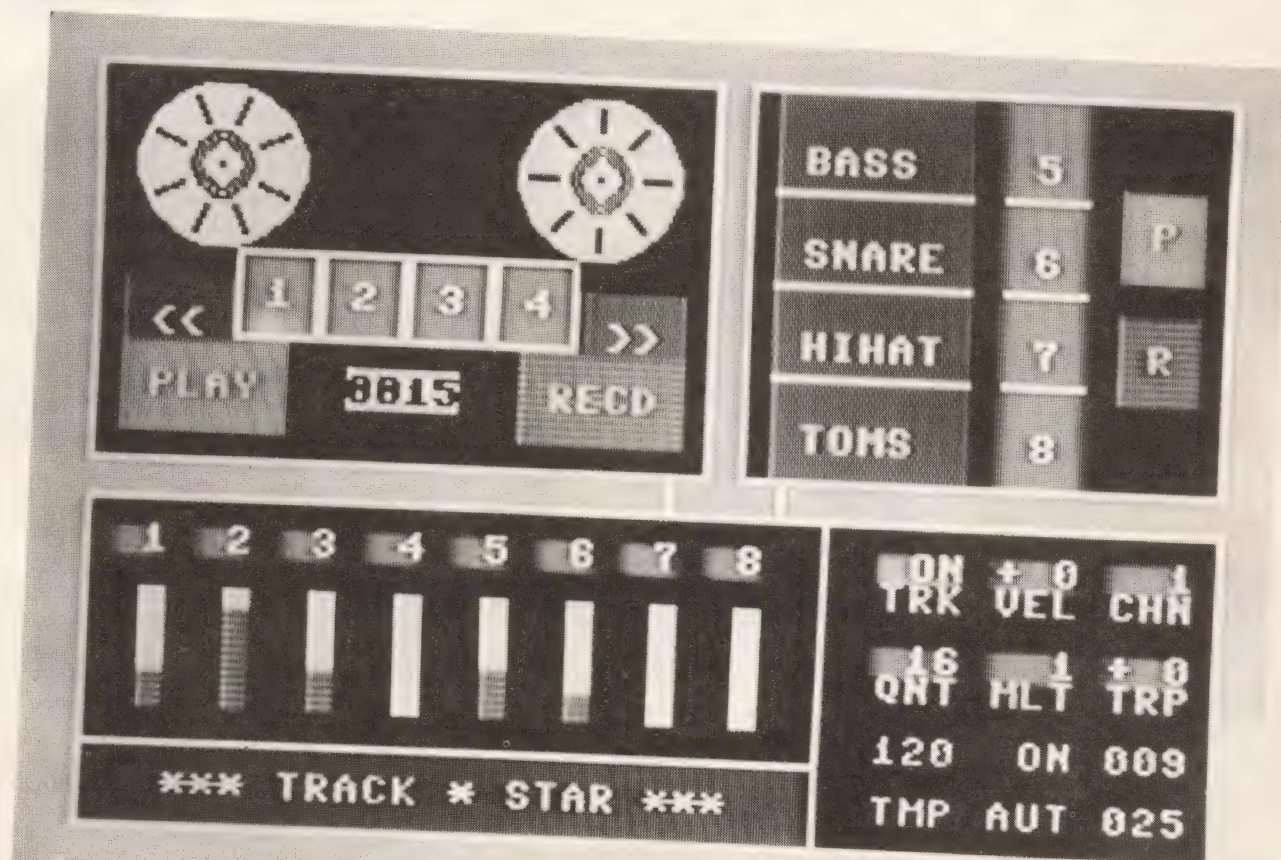 1 2 3 4
<< >>
PLAY 0015 RECD
BASS 5
SNARE 6
HIHAT 7
TOMS 8
P
R
1 2 3 4 5 6 7 8
*** TRACK * STAR ***
ON + 0 1
TRK VEL CHN
16 1 + 0
QNT MLT TRP
120 ON 009
TMP AUT 025